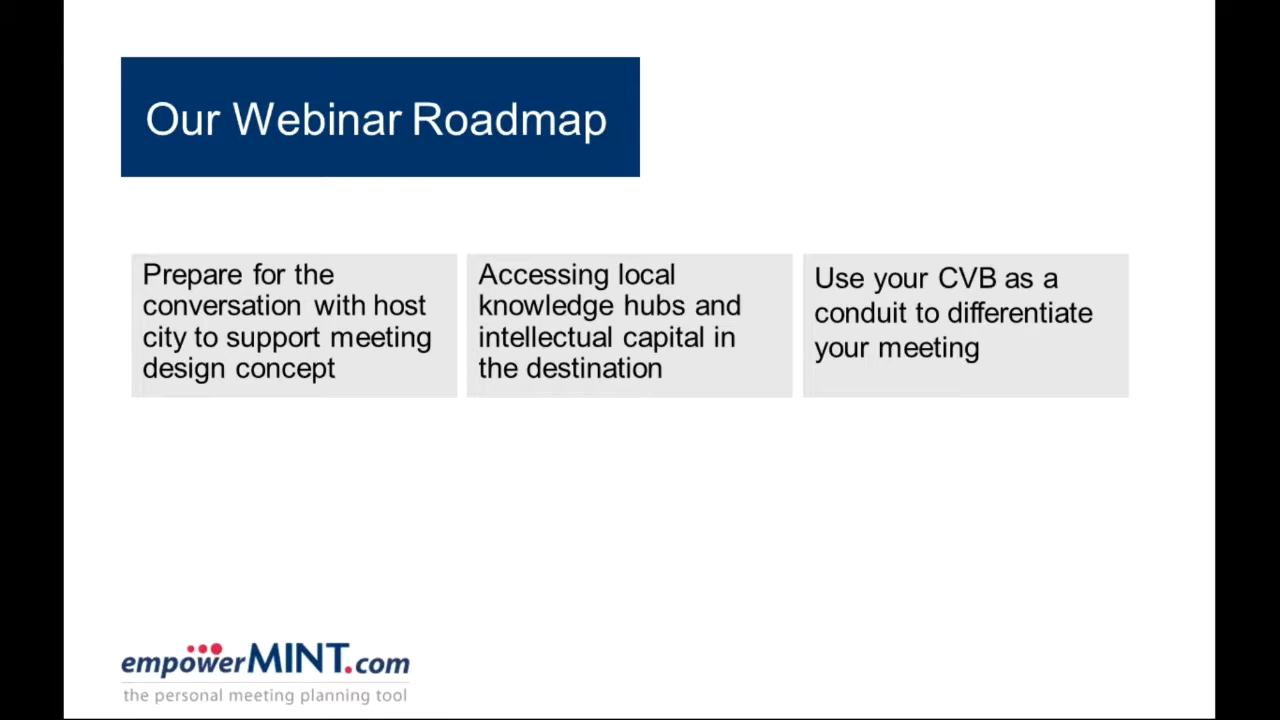 Our Webinar Roadmap
Prepare for the
conversation with host
city to support meeting
design concept
Accessing local
knowledge hubs and
intellectual capital in
the destination
Use your CVB as a
conduit to differentiate
your meeting
empowerMINT.com
the personal meeting planning tool